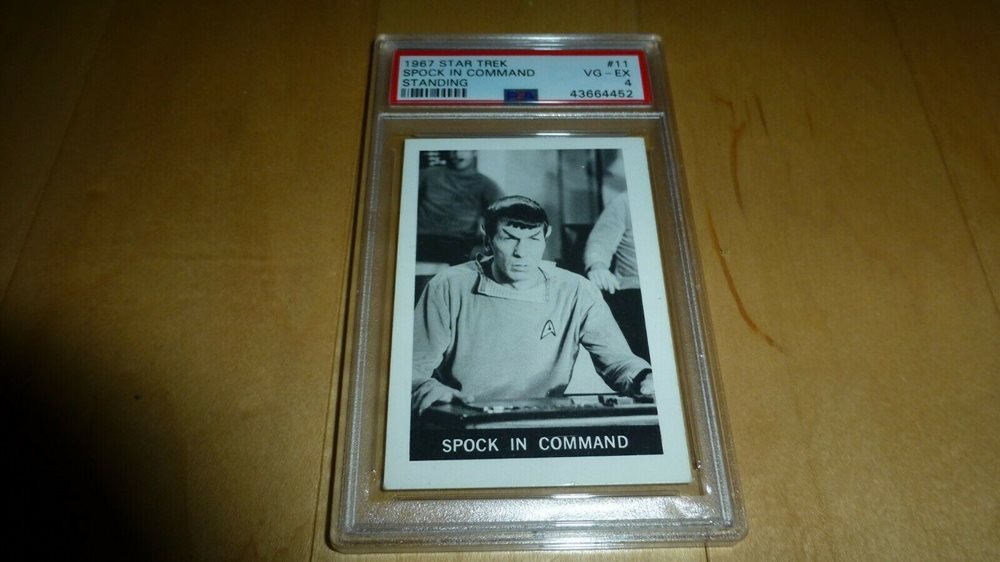 1967 STAR TREK #11
SPOCK IN COMMAND VG-EX
STANDING 4
43664452
SPOCK IN COMMAND